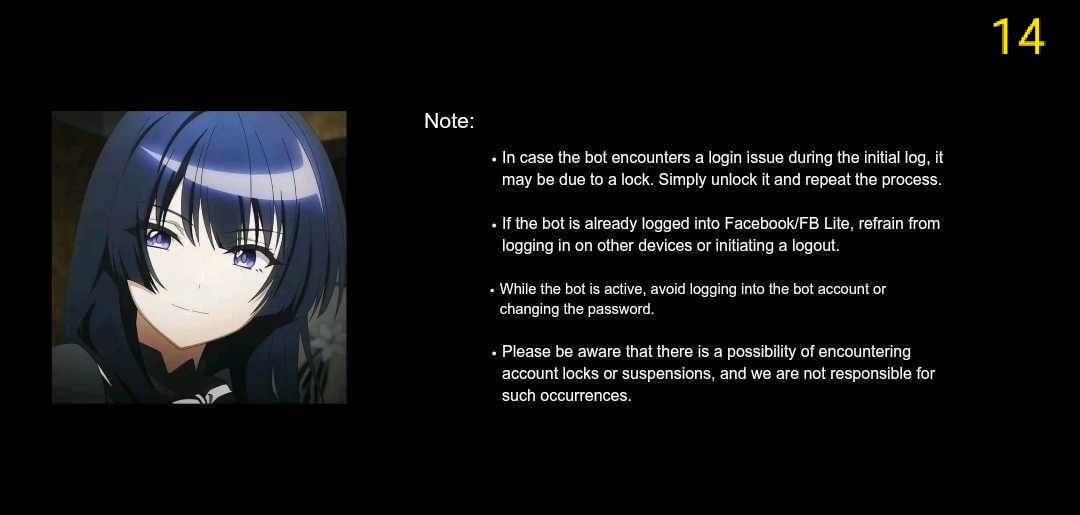 14
Note:
• In case the bot encounters a login issue during the initial log, it
may be due to a lock. Simply unlock it and repeat the process.
• If the bot is already logged into Facebook/FB Lite, refrain from
logging in on other devices or initiating a logout.
• While the bot is active, avoid logging into the bot account or
changing the password.
• Please be aware that there is a possibility of encountering
account locks or suspensions, and we are not responsible for
such occurrences.